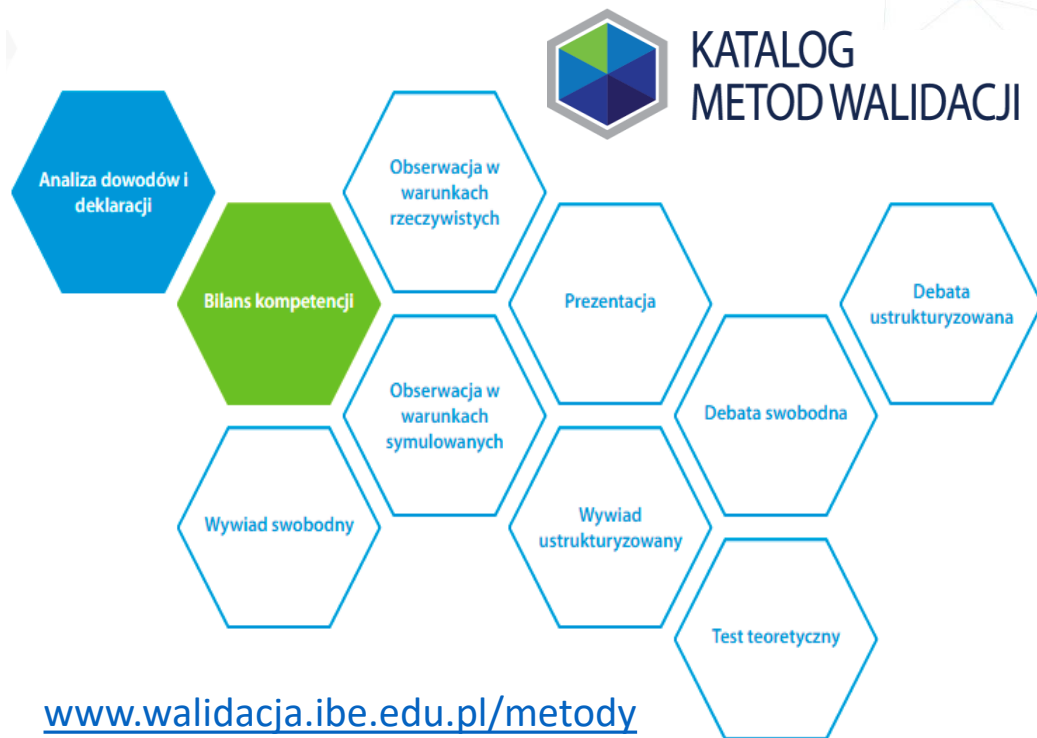 KATALOG
METOD WALIDACJI
Analiza dowodów i
deklaracji
Obserwacja w
warunkach
rzeczywistych
Bilans kompetencji
Prezentacja
Debata
ustrukturyzowana
Obserwacja w
warunkach
symulowanych
Debata swobodna
Wywiad swobodny
Wywiad
ustrukturyzowany
Test teoretyczny
www.walidacja.ibe.edu.pl/metody